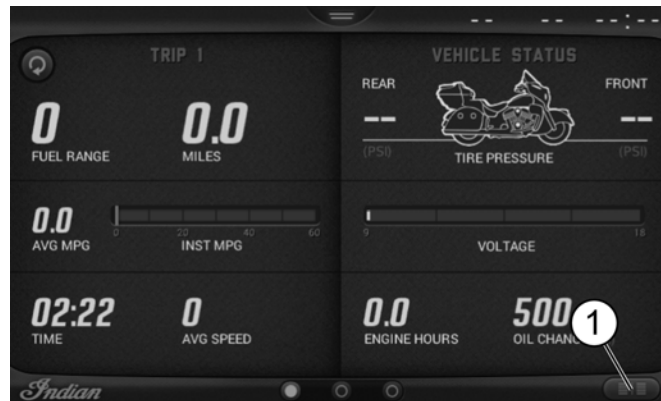 -- -- --:--
TRIP 1
VEHICLE STATUS
REAR
FRONT
0
0.0
--
--
FUEL RANGE
MILES
(PSI)
TIRE PRESSURE
(PSI)
0.0
0 20 40 60
9 18
AVG MPG
INST MPG
VOLTAGE
02:22
0
0.0
500
1
TIME
AVG SPEED
ENGINE HOURS
OIL CHANG
Indian